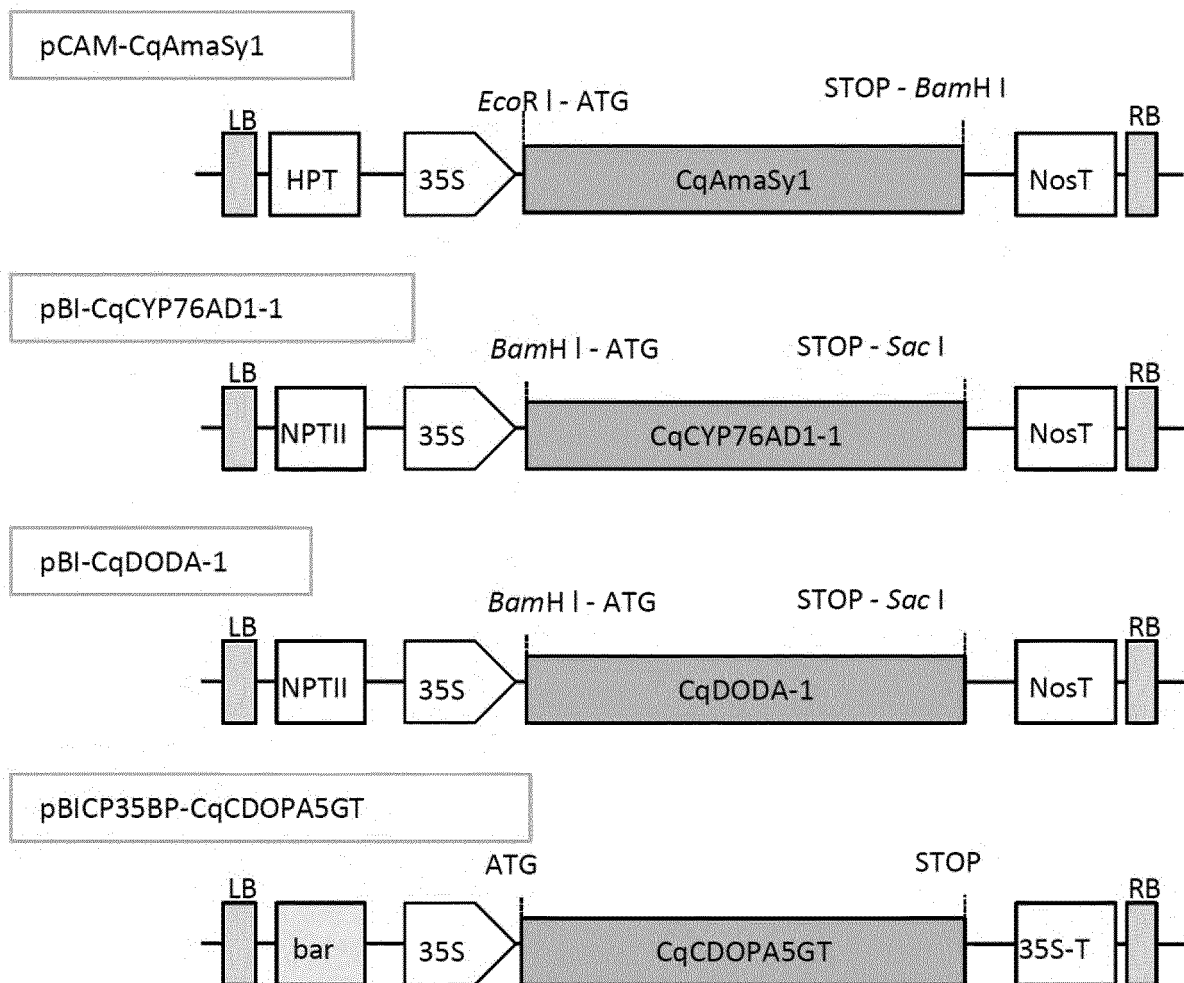 pCAM-CqAmaSy1
EcoR I - ATG
STOP - BamH I
LB
RB
HPT
35S
CqAmaSy1
NosT
pBI-CqCYP76AD1-1
BamH I - ATG
STOP - Sac I
LB
RB
NPTII
35S
CqCYP76AD1-1
NosT
pBI-CqDODA-1
BamH I - ATG
STOP - Sac I
LB
RB
NPTII
35S
CqDODA-1
NosT
pBICP35BP-CqCDOPA5GT
ATG
STOP
LB
RB
bar
35S
CqCDOPA5GT
35S-T